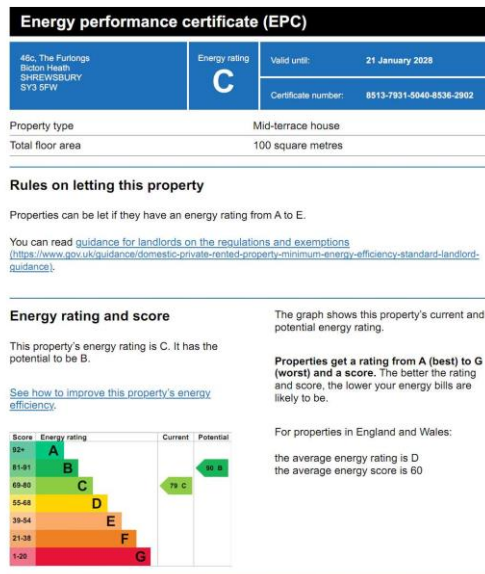 Energy performance certificate (EPC)
46c, The Furlongs
Bicton Heath
SHREWSBURY
SY3 5FW
Energy rating
C
Valid until:
21 January 2028
Certificate number:
8513-7931-5040-8536-2902
Property type
Mid-terrace house
Total floor area
100 square metres
Rules on letting this property
Properties can be let if they have an energy rating from A to E.
You can read guidance for landlords on the regulations and exemptions
(https://www.gov.uk/guidance/domestic-private-rented-property-minimum-energy-efficiency-standard-landlord-
guidance).
Energy rating and score
This property's energy rating is C. It has the
potential to be B.
See how to improve this property's energy
efficiency.
Score Energy rating Current Potential
92+ A
81-91 B 90 B
69-80 C 79 C
55-68 D
39-54 E
21-38 F
1-20 G
The graph shows this property's current and
potential energy rating.
Properties get a rating from A (best) to G
(worst) and a score. The better the rating
and score, the lower your energy bills are
likely to be.
For properties in England and Wales:
the average energy rating is D
the average energy score is 60